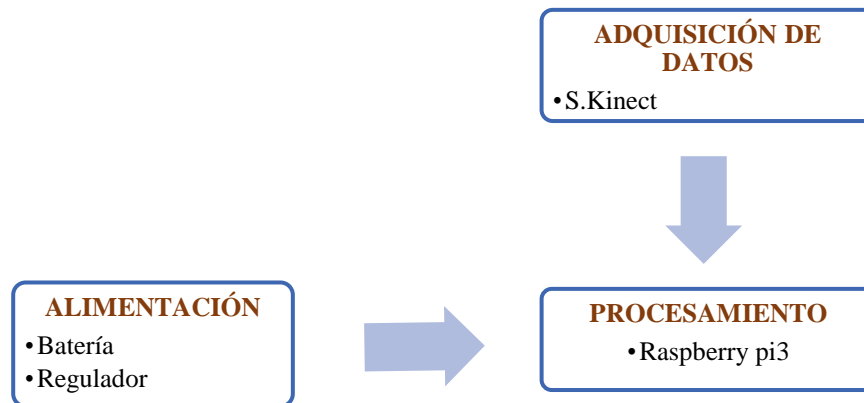 ADQUISICIÓN DE
DATOS
•S.Kinect
ALIMENTACIÓN
•Batería
•Regulador
PROCESAMIENTO
•Raspberry pi3